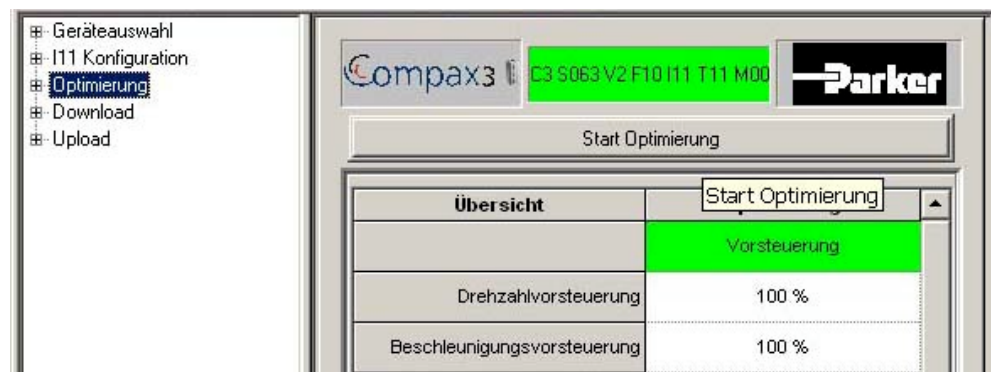 Geräteauswahl
I11 Konfiguration
Optimierung
Download
Upload
Compax3
C3 S063 V2 F10 I11 T11 M00
Parker
Start Optimierung
Start Optimierung
Übersicht
Vorsteuerung
Drehzahlvorsteuerung 100 %
Beschleunigungsvorsteuerung 100 %